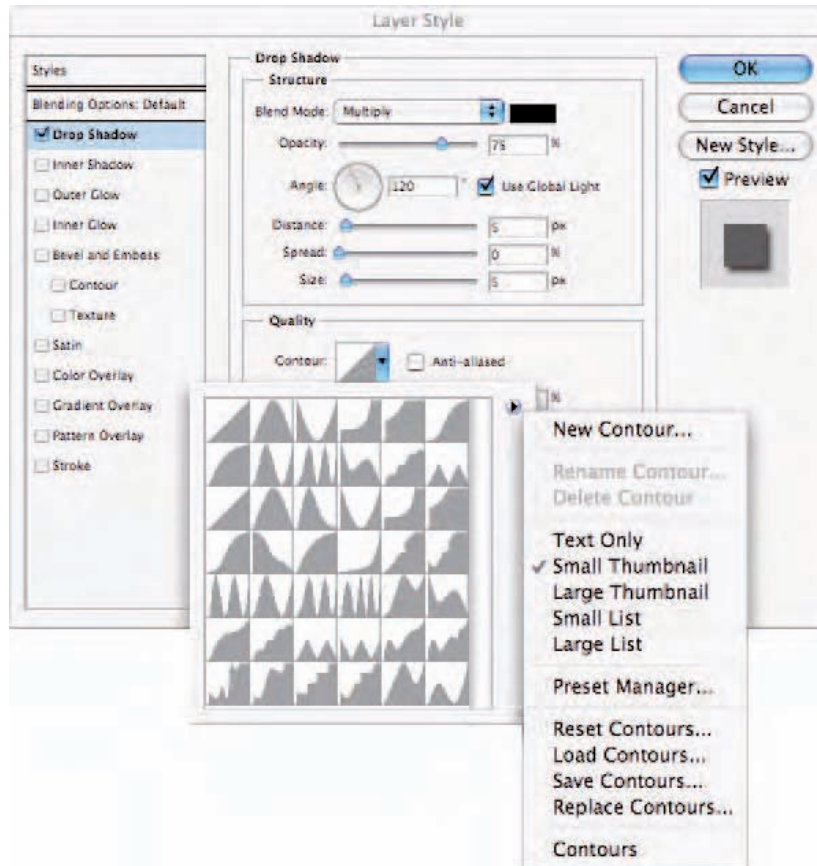 Layer Style
Styles
Blending Options: Default
Drop Shadow
Inner Shadow
Outer Glow
Inner Glow
Bevel and Emboss
Contour
Texture
Satin
Color Overlay
Gradient Overlay
Pattern Overlay
Stroke
Drop Shadow
Structure
Blend Mode: Multiply
Opacity: 75 %
Angle: 120 ° Use Global Light
Distance: 5 px
Spread: 0 %
Size: 5 px
Quality
Contour: Anti-aliased
%
OK
Cancel
New Style...
Preview
New Contour...
Rename Contour...
Delete Contour
Text Only
Small Thumbnail
Large Thumbnail
Small List
Large List
Preset Manager...
Reset Contours...
Load Contours...
Save Contours...
Replace Contours...
Contours